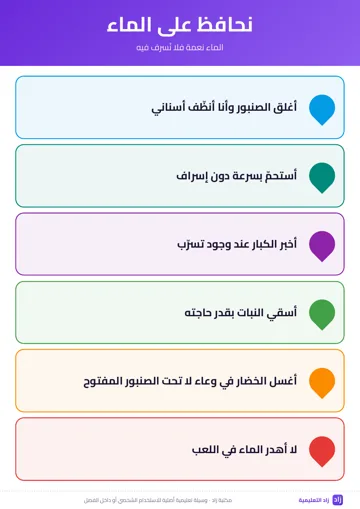 نحافظ على الماء
الماء نعمة فلا نُسرف فيه
أغلق الصنبور وأنا أنظّف أسناني
أستحمّ بسرعة دون إسراف
أخبر الكبار عند وجود تسرّب
أسقي النبات بقدر حاجته
أغسل الخضار في وعاء لا تحت الصنبور المفتوح
لا أهدر الماء في اللعب
زاد زاد التعليمية
مكتبة زاد · وسيلة تعليمية أصلية للاستخدام الشخصي أو داخل الفصل